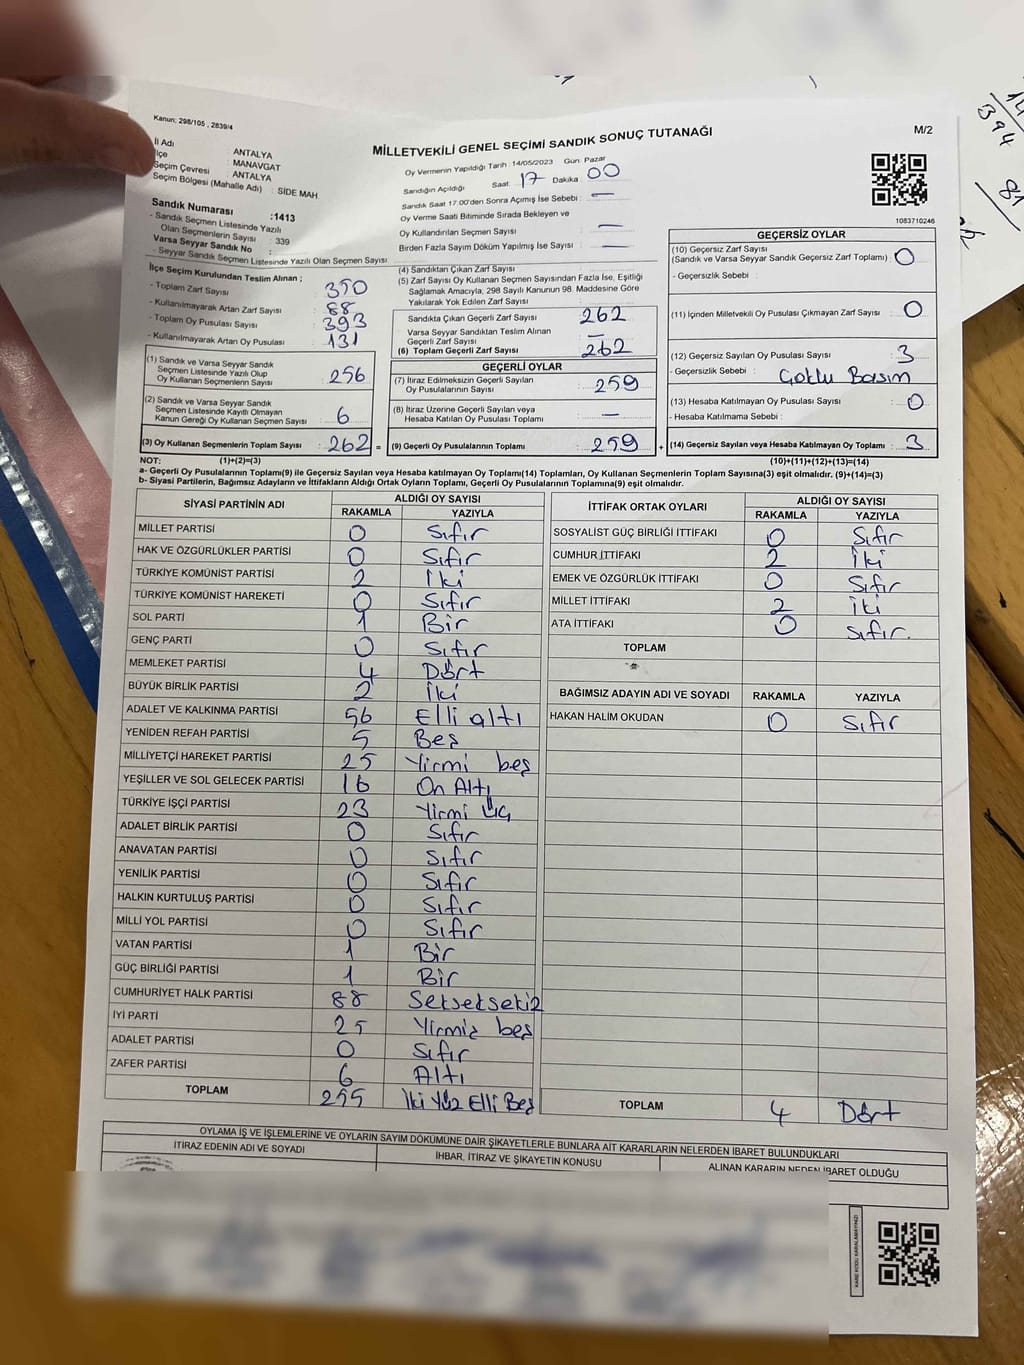 Kanun; 298/105 , 2839/4
M/2
MİLLETVEKİLİ GENEL SEÇİMİ SANDIK SONUÇ TUTANAĞI
İl Adı ANTALYA
İlçe : MANAVGAT
Seçim Çevresi : ANTALYA
Seçim Bölgesi (Mahalle Adı) : SİDE MAH.
Oy Vermenin Yapıldığı Tarih : 14/05/2023 Gün: Pazar
Sandığın Açıldığı Saat: 17 Dakika : 00
Sandık Saat 17.00'den Sonra Açılmış İse Sebebi : —
Oy Verme Saati Bitiminde Sırada Bekleyen ve
Oy Kullandırılan Seçmen Sayısı : —
Birden Fazla Sayım Döküm Yapılmış İse Sayısı : —
1083710246
Sandık Numarası :1413
- Sandık Seçmen Listesinde Yazılı
Olan Seçmenlerin Sayısı : 339
Varsa Seyyar Sandık No :
- Seyyar Sandık Seçmen Listesinde Yazılı Olan Seçmen Sayısı:
İlçe Seçim Kurulundan Teslim Alınan ;
- Toplam Zarf Sayısı : 350
- Kullanılmayarak Artan Zarf Sayısı : 88
- Toplam Oy Pusulası Sayısı : 393
- Kullanılmayarak Artan Oy Pusulası : 131
(1) Sandık ve Varsa Seyyar Sandık
Seçmen Listesinde Yazılı Olup
Oy Kullanan Seçmenlerin Sayısı : 256
(2) Sandık ve Varsa Seyyar Sandık
Seçmen Listesinde Kayıtlı Olmayan
Kanun Gereği Oy Kullanan Seçmen Sayısı : 6
(3) Oy Kullanan Seçmenlerin Toplam Sayısı : 262 =
(4) Sandıktan Çıkan Zarf Sayısı :
(5) Zarf Sayısı Oy Kullanan Seçmen Sayısından Fazla İse, Eşitliği
Sağlamak Amacıyla, 298 Sayılı Kanunun 98. Maddesine Göre
Yakılarak Yok Edilen Zarf Sayısı :
Sandıkta Çıkan Geçerli Zarf Sayısı : 262
Varsa Seyyar Sandıktan Teslim Alınan
Geçerli Zarf Sayısı : —
(6) Toplam Geçerli Zarf Sayısı : 262
GEÇERLİ OYLAR
(7) İtiraz Edilmeksizin Geçerli Sayılan
Oy Pusulalarının Sayısı : 259
(8) İtiraz Üzerine Geçerli Sayılan veya
Hesaba Katılan Oy Pusulası Toplamı : —
(9) Geçerli Oy Pusulalarının Toplamı : 259 +
GEÇERSİZ OYLAR
(10) Geçersiz Zarf Sayısı
(Sandık ve Varsa Seyyar Sandık Geçersiz Zarf Toplamı) : 0
- Geçersizlik Sebebi :
(11) İçinden Milletvekili Oy Pusulası Çıkmayan Zarf Sayısı : 0
(12) Geçersiz Sayılan Oy Pusulası Sayısı : 3
- Geçersizlik Sebebi : Çoklu Basım
(13) Hesaba Katılmayan Oy Pusulası Sayısı : 0
- Hesaba Katılmama Sebebi :
(14) Geçersiz Sayılan veya Hesaba Katılmayan Oy Toplamı : 3
NOT: (1)+(2)=(3) (10)+(11)+(12)+(13)=(14)
a- Geçerli Oy Pusulalarının Toplamı(9) ile Geçersiz Sayılan veya Hesaba katılmayan Oy Toplamı(14) Toplamları, Oy Kullanan Seçmenlerin Toplam Sayısına(3) eşit olmalıdır. (9)+(14)=(3)
b- Siyasi Partilerin, Bağımsız Adayların ve İttifakların Aldığı Ortak Oyların Toplamı, Geçerli Oy Pusulalarının Toplamına(9) eşit olmalıdır.
SİYASİ PARTİNİN ADI ALDIĞI OY SAYISI
RAKAMLA YAZIYLA
MİLLET PARTİSİ 0 Sıfır
HAK VE ÖZGÜRLÜKLER PARTİSİ 0 Sıfır
TÜRKİYE KOMÜNİST PARTİSİ 2 İki
TÜRKİYE KOMÜNİST HAREKETİ 0 Sıfır
SOL PARTİ 1 Bir
GENÇ PARTİ 0 Sıfır
MEMLEKET PARTİSİ 4 Dört
BÜYÜK BİRLİK PARTİSİ 2 İki
ADALET VE KALKINMA PARTİSİ 56 Elli altı
YENİDEN REFAH PARTİSİ 5 Beş
MİLLİYETÇİ HAREKET PARTİSİ 25 Yirmi beş
YEŞİLLER VE SOL GELECEK PARTİSİ 16 On Altı
TÜRKİYE İŞÇİ PARTİSİ 23 Yirmi Üç
ADALET BİRLİK PARTİSİ 0 Sıfır
ANAVATAN PARTİSİ 0 Sıfır
YENİLİK PARTİSİ 0 Sıfır
HALKIN KURTULUŞ PARTİSİ 0 Sıfır
MİLLİ YOL PARTİSİ 0 Sıfır
VATAN PARTİSİ 1 Bir
GÜÇ BİRLİĞİ PARTİSİ 1 Bir
CUMHURİYET HALK PARTİSİ 88 Seksekseki2
İYİ PARTİ 25 Yirmiz beş
ADALET PARTİSİ 0 Sıfır
ZAFER PARTİSİ 6 Altı
TOPLAM 255 İki Yüz Elli Beş
İTTİFAK ORTAK OYLARI ALDIĞI OY SAYISI
RAKAMLA YAZIYLA
SOSYALİST GÜÇ BİRLİĞİ İTTİFAKI 0 Sıfır
CUMHUR İTTİFAKI 2 İki
EMEK VE ÖZGÜRLÜK İTTİFAKI 0 Sıfır
MİLLET İTTİFAKI 2 İki
ATA İTTİFAKI 0 sıfır.
TOPLAM
BAĞIMSIZ ADAYIN ADI VE SOYADI RAKAMLA YAZIYLA
HAKAN HALİM OKUDAN 0 Sıfır
TOPLAM 4 Dört
OYLAMA İŞ VE İŞLEMLERİNE VE OYLARIN SAYIM DÖKÜMÜNE DAİR ŞİKAYETLERLE BUNLARA AİT KARARLARIN NELERDEN İBARET BULUNDUKLARI
İTİRAZ EDENİN ADI VE SOYADI İHBAR, İTİRAZ VE ŞİKAYETİN KONUSU ALINAN KARARIN NEDEN İBARET OLDUĞU
KARE KODU KARALAMAYINIZ!
394
81